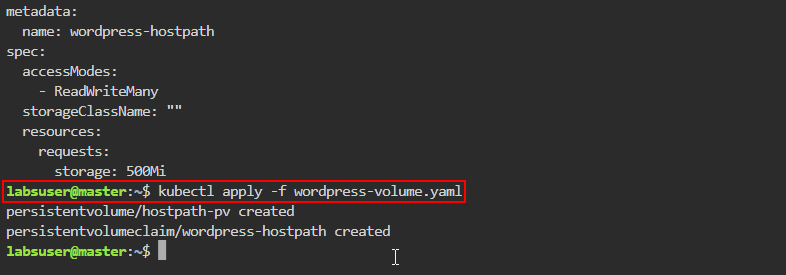 metadata:
  name: wordpress-hostpath
spec:
  accessModes:
    - ReadWriteMany
  storageClassName: ""
  resources:
    requests:
      storage: 500Mi
labsuser@master:~$ kubectl apply -f wordpress-volume.yaml
persistentvolume/hostpath-pv created
persistentvolumeclaim/wordpress-hostpath created
labsuser@master:~$